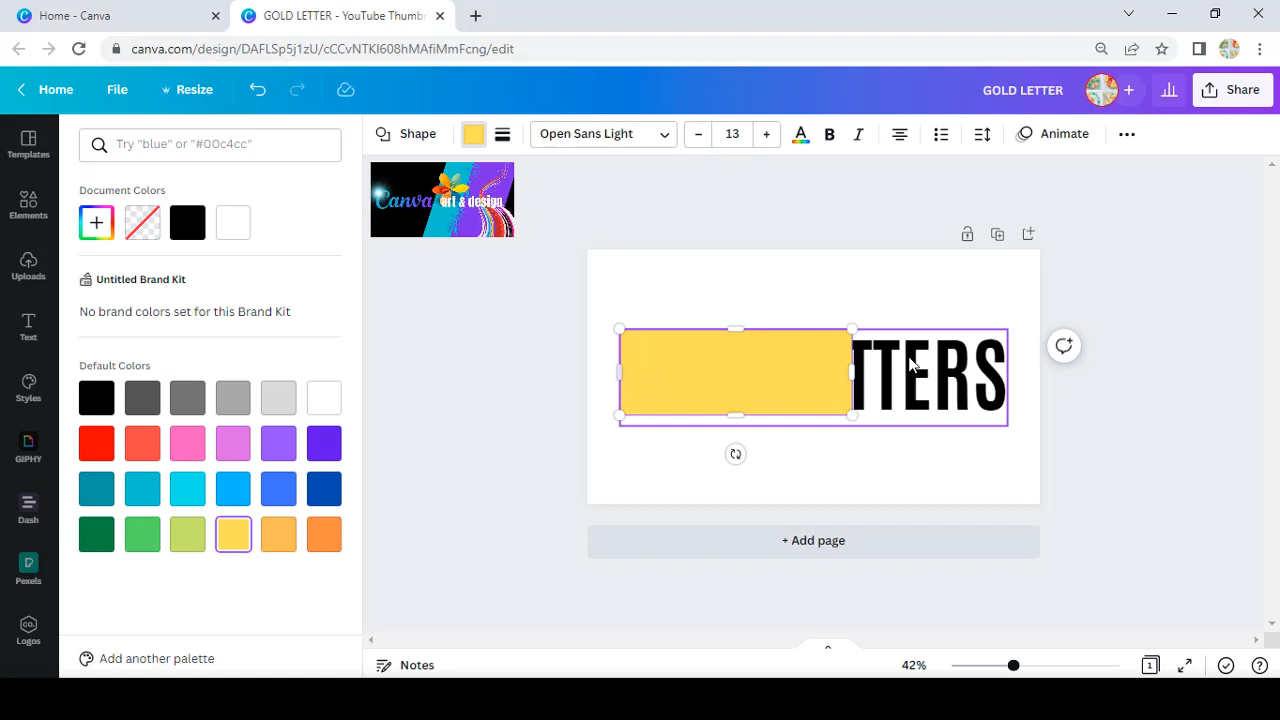 Home - Canva
GOLD LETTER - YouTube Thumbn
canva.com/design/DAFLSp5j1zU/cCCvNTKl608hMAfiMmFcng/edit
Home
File
Resize
GOLD LETTER
Share
Templates
Elements
Uploads
Text
Styles
GIPHY
Dash
Pexels
CO.
Logos
Try "blue" or "#00c4cc"
Document Colors
Untitled Brand Kit
No brand colors set for this Brand Kit
Default Colors
Add another palette
Shape
Open Sans Light
13
A
B
I
Animate
Canva art & design
TTERS
+ Add page
Notes
42%
1